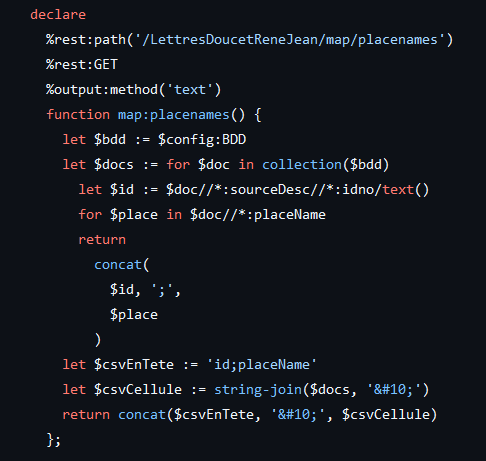 declare
%rest:path('/LettresDoucetReneJean/map/placenames')
%rest:GET
%output:method('text')
function map:placenames() {
let $bdd := $config:BDD
let $docs := for $doc in collection($bdd)
let $id := $doc//*:sourceDesc//*:idno/text()
for $place in $doc//*:placeName
return
concat(
$id, ';',
$place
)
let $csvEnTete := 'id;placeName'
let $csvCellule := string-join($docs, '&#10;')
return concat($csvEnTete, '&#10;', $csvCellule)
};